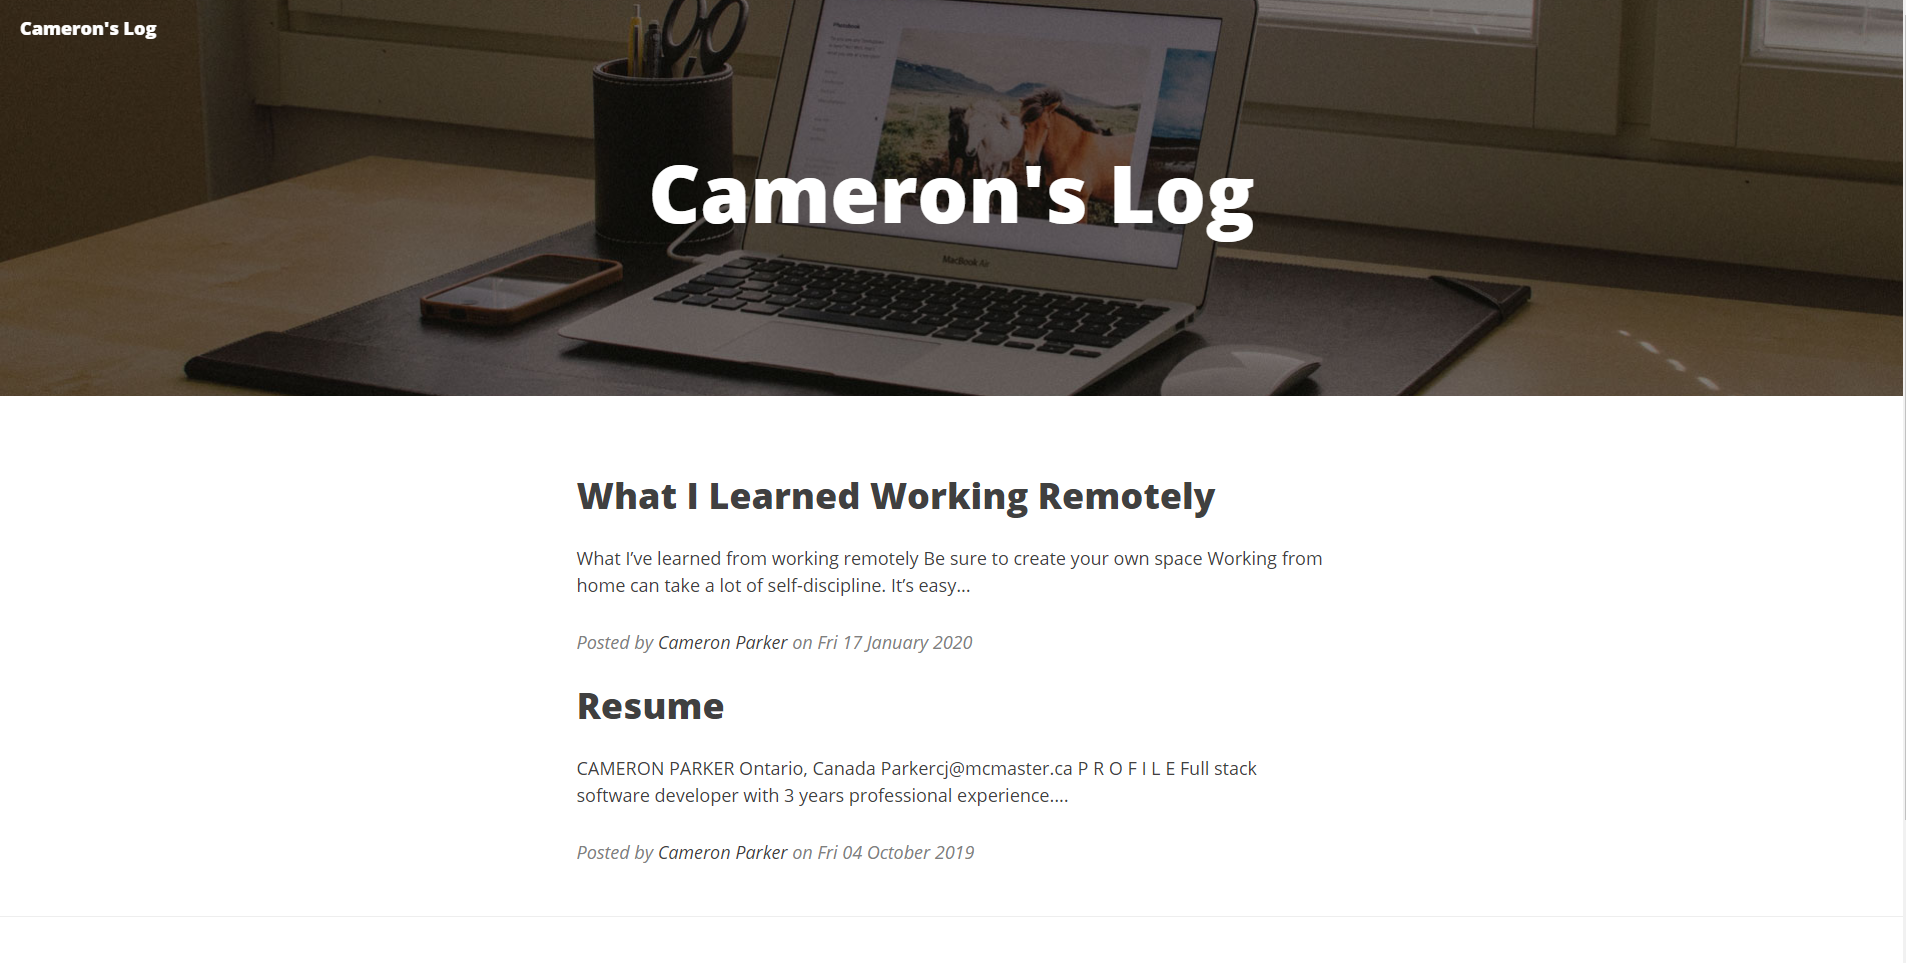 Cameron's Log
Cameron's Log
MacBook Air
What I Learned Working Remotely
What I’ve learned from working remotely Be sure to create your own space Working from
home can take a lot of self-discipline. It’s easy...
Posted by Cameron Parker on Fri 17 January 2020
Resume
CAMERON PARKER Ontario, Canada Parkercj@mcmaster.ca P R O F I L E Full stack
software developer with 3 years professional experience....
Posted by Cameron Parker on Fri 04 October 2019